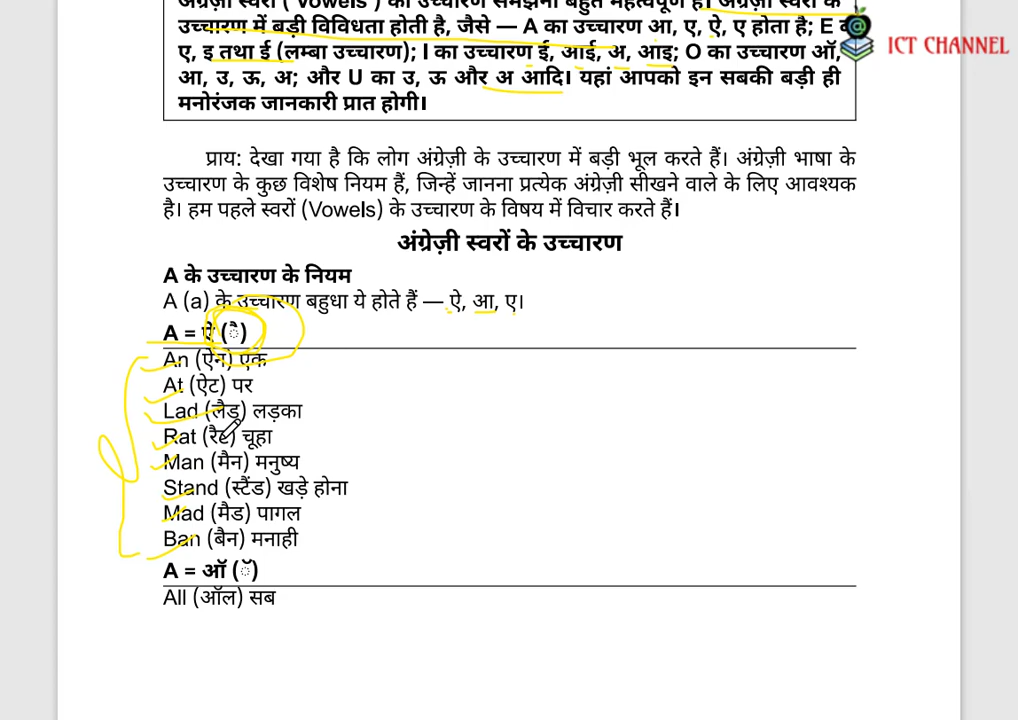 अंग्रेज़ी स्वरों ( Vowels ) का उच्चारण समझना बहुत महत्वपूर्ण है। अंग्रेज़ी स्वरों के
उच्चारण में बड़ी विविधता होती है, जैसे — A का उच्चारण आ, ए, ऐ, ए होता है; E
ए, इ तथा ई (लम्बा उच्चारण); I का उच्चारण ई, आई, अ, आइ; O का उच्चारण ऑ,
आ, उ, ऊ, अ; और U का उ, ऊ और अ आदि। यहां आपको इन सबकी बड़ी ही
मनोरंजक जानकारी प्रात होगी।
ICT CHANNEL
प्राय: देखा गया है कि लोग अंग्रेज़ी के उच्चारण में बड़ी भूल करते हैं। अंग्रेज़ी भाषा के
उच्चारण के कुछ विशेष नियम हैं, जिन्हें जानना प्रत्येक अंग्रेज़ी सीखने वाले के लिए आवश्यक
है। हम पहले स्वरों (Vowels) के उच्चारण के विषय में विचार करते हैं।
अंग्रेज़ी स्वरों के उच्चारण
A के उच्चारण के नियम
A (a) के उच्चारण बहुधा ये होते हैं — ऐ, आ, ए।
A = ऐ (ै)
An (ऐन) एक
At (ऐट) पर
Lad (लैड) लड़का
Rat (रैट) चूहा
Man (मैन) मनुष्य
Stand (स्टैंड) खड़े होना
Mad (मैड) पागल
Ban (बैन) मनाही
A = ऑ (ॅ)
All (ऑल) सब